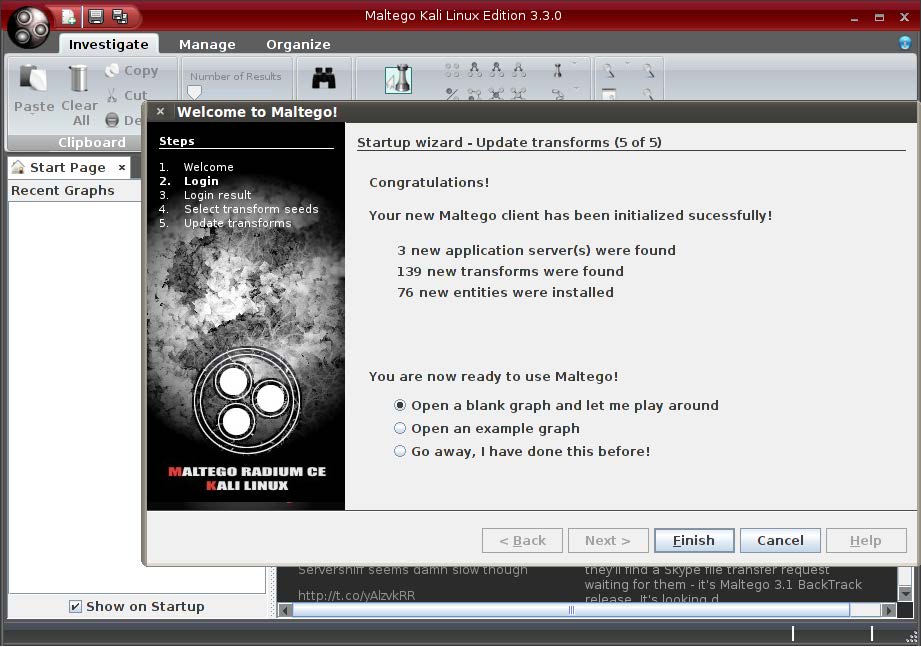 Maltego Kali Linux Edition 3.3.0
Investigate Manage Organize
Copy
Number of Results
Paste Clear Cut
All De
Clipboard
Start Page ×
Recent Graphs
× Welcome to Maltego!
Steps
1. Welcome
2. Login
3. Login result
4. Select transform seeds
5. Update transforms
MALTEGO RADIUM CE
KALI LINUX
Startup wizard - Update transforms (5 of 5)
Congratulations!
Your new Maltego client has been initialized sucessfully!
3 new application server(s) were found
139 new transforms were found
76 new entities were installed
You are now ready to use Maltego!
Open a blank graph and let me play around
Open an example graph
Go away, I have done this before!
< Back Next > Finish Cancel Help
Servershiff seems damn slow though
http://t.co/yAlzvkRR
they'll find a Skype file transfer request
waiting for them - it's Maltego 3.1 BackTrack
release. It's looking d
Show on Startup